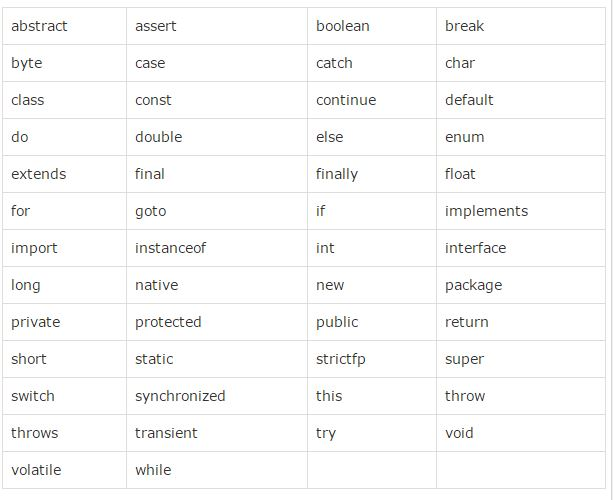 abstract assert boolean break
byte case catch char
class const continue default
do double else enum
extends final finally float
for goto if implements
import instanceof int interface
long native new package
private protected public return
short static strictfp super
switch synchronized this throw
throws transient try void
volatile while